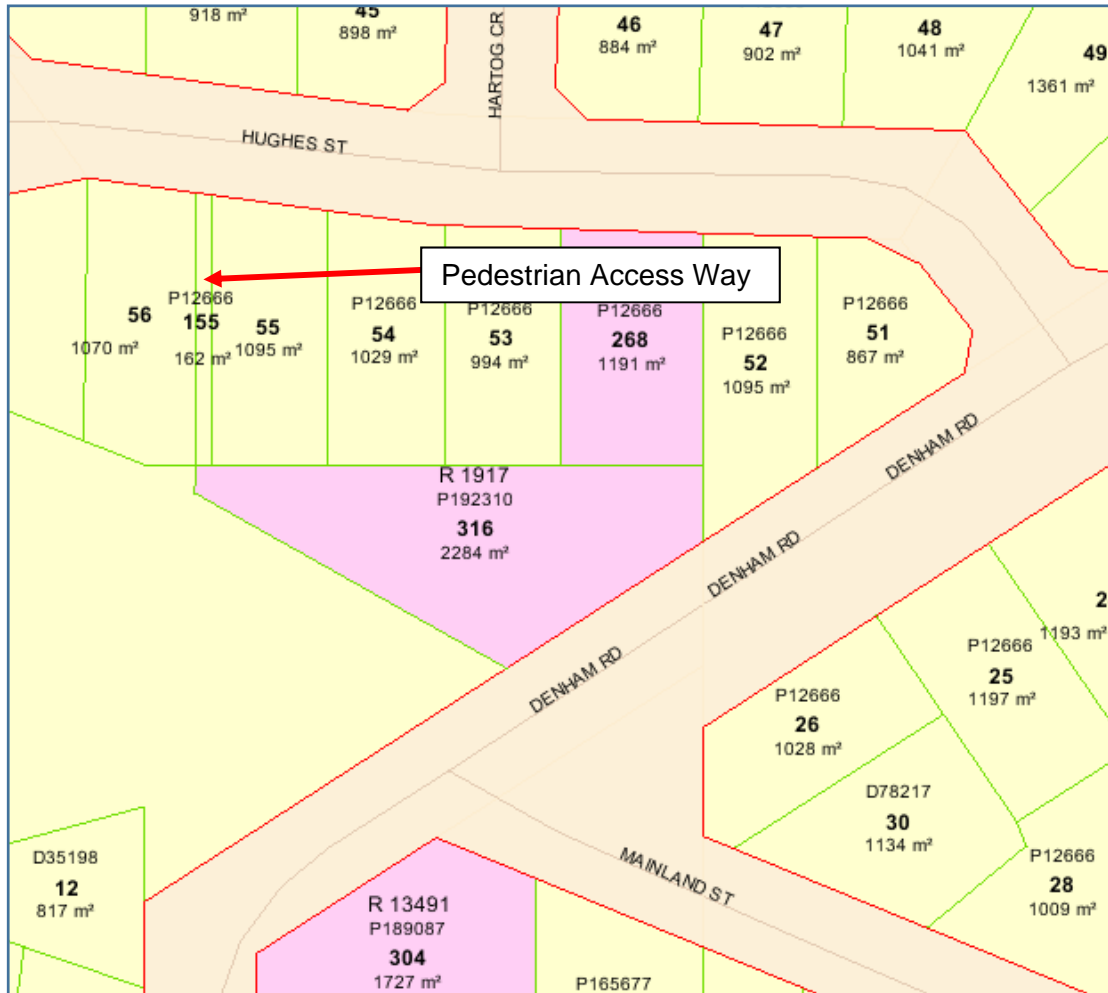 918 m²
45
898 m²
HARTOG CR
46
884 m²
47
902 m²
48
1041 m²
49
1361 m²
HUGHES ST
Pedestrian Access Way
56
1070 m²
P12666
155
162 m²
55
1095 m²
P12666
54
1029 m²
P12666
53
994 m²
P12666
268
1191 m²
P12666
52
1095 m²
P12666
51
867 m²
DENHAM RD
R 1917
P192310
316
2284 m²
DENHAM RD
DENHAM RD
2
1193 m²
P12666
25
1197 m²
P12666
26
1028 m²
D78217
30
1134 m²
P12666
28
1009 m²
MAINLAND ST
D35198
12
817 m²
R 13491
P189087
304
1727 m²
P165677